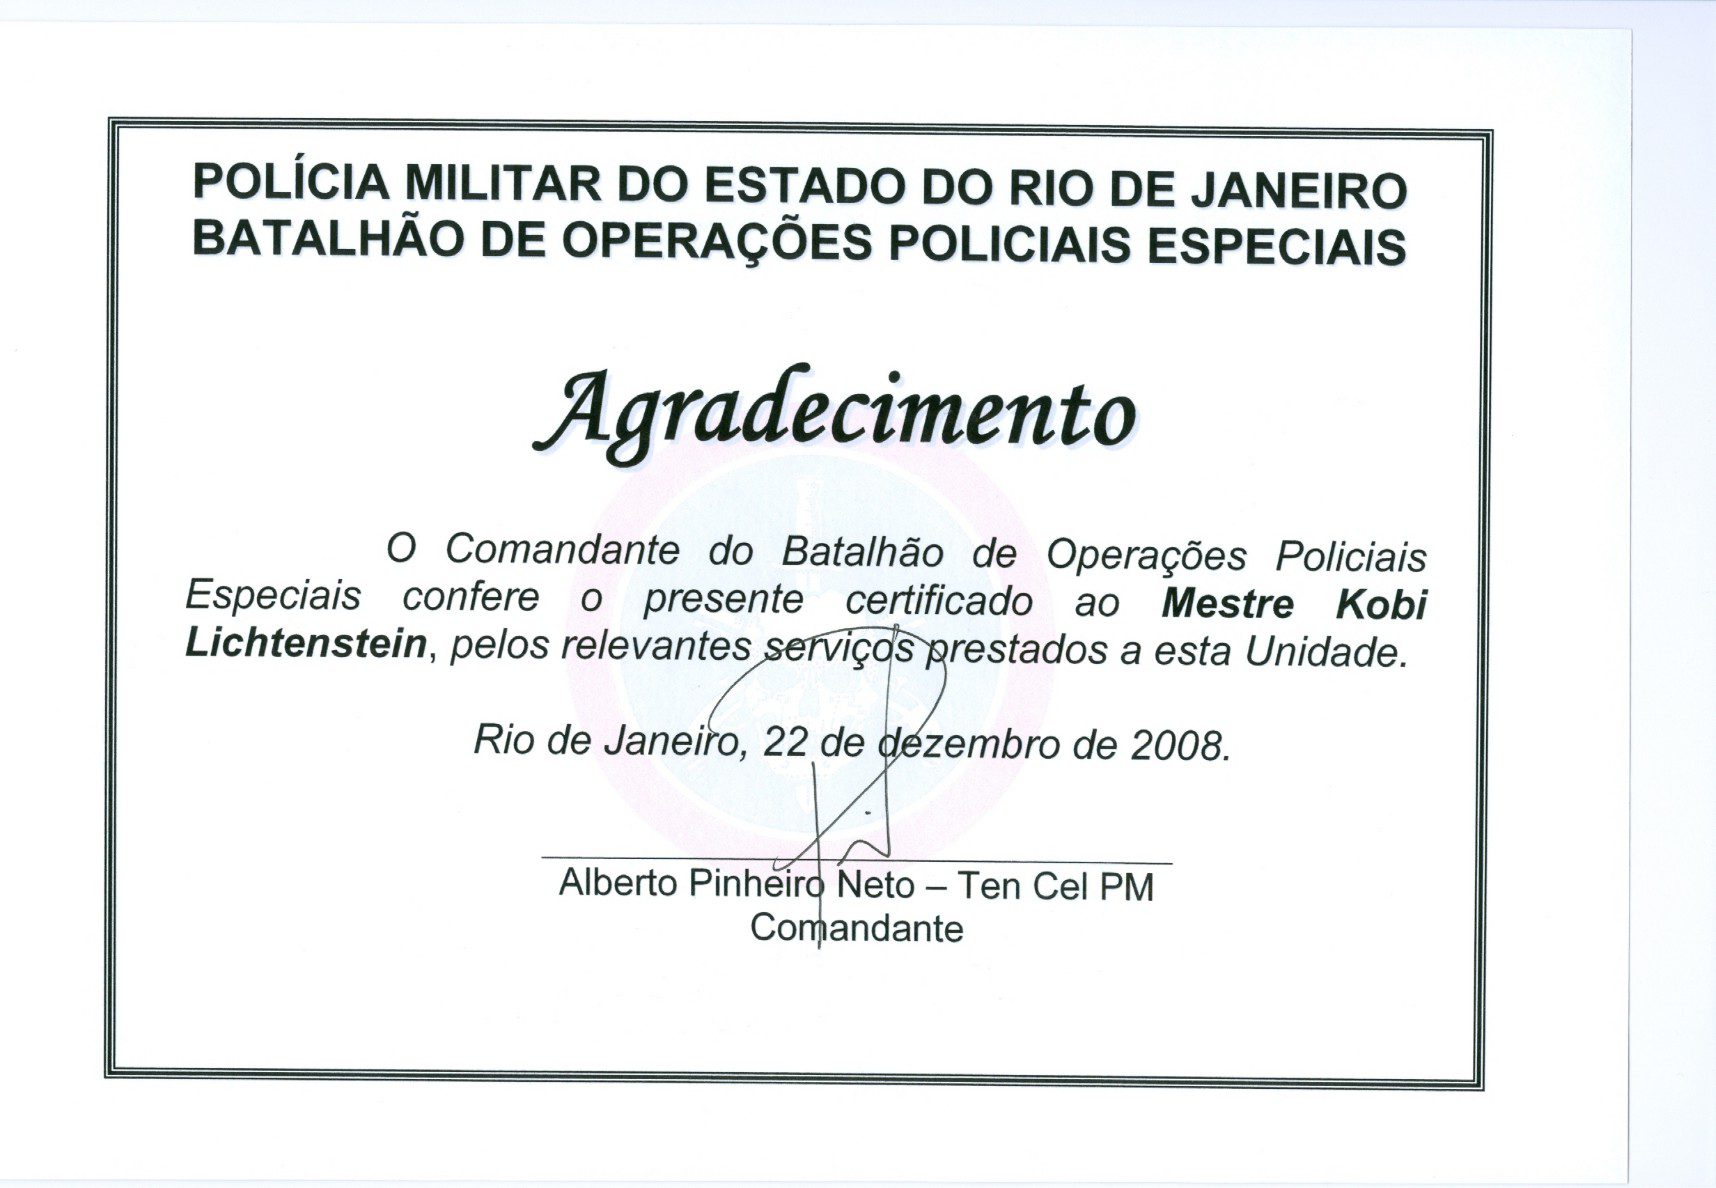 POLÍCIA MILITAR DO ESTADO DO RIO DE JANEIRO
BATALHÃO DE OPERAÇÕES POLICIAIS ESPECIAIS
Agradecimento
O Comandante do Batalhão de Operações Policiais
Especiais confere o presente certificado ao Mestre Kobi
Lichtenstein, pelos relevantes serviços prestados a esta Unidade.
Rio de Janeiro, 22 de dezembro de 2008.
Alberto Pinheiro Neto – Ten Cel PM
Comandante